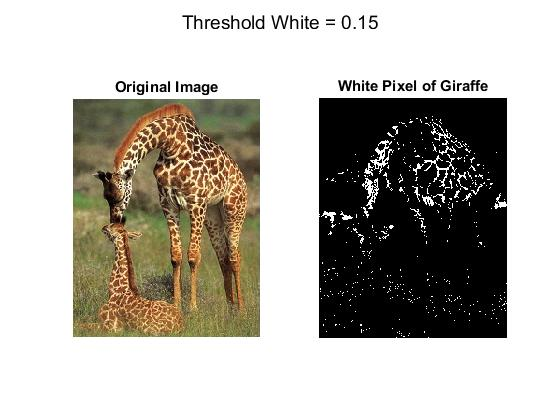 Threshold White = 0.15
Original Image
White Pixel of Giraffe